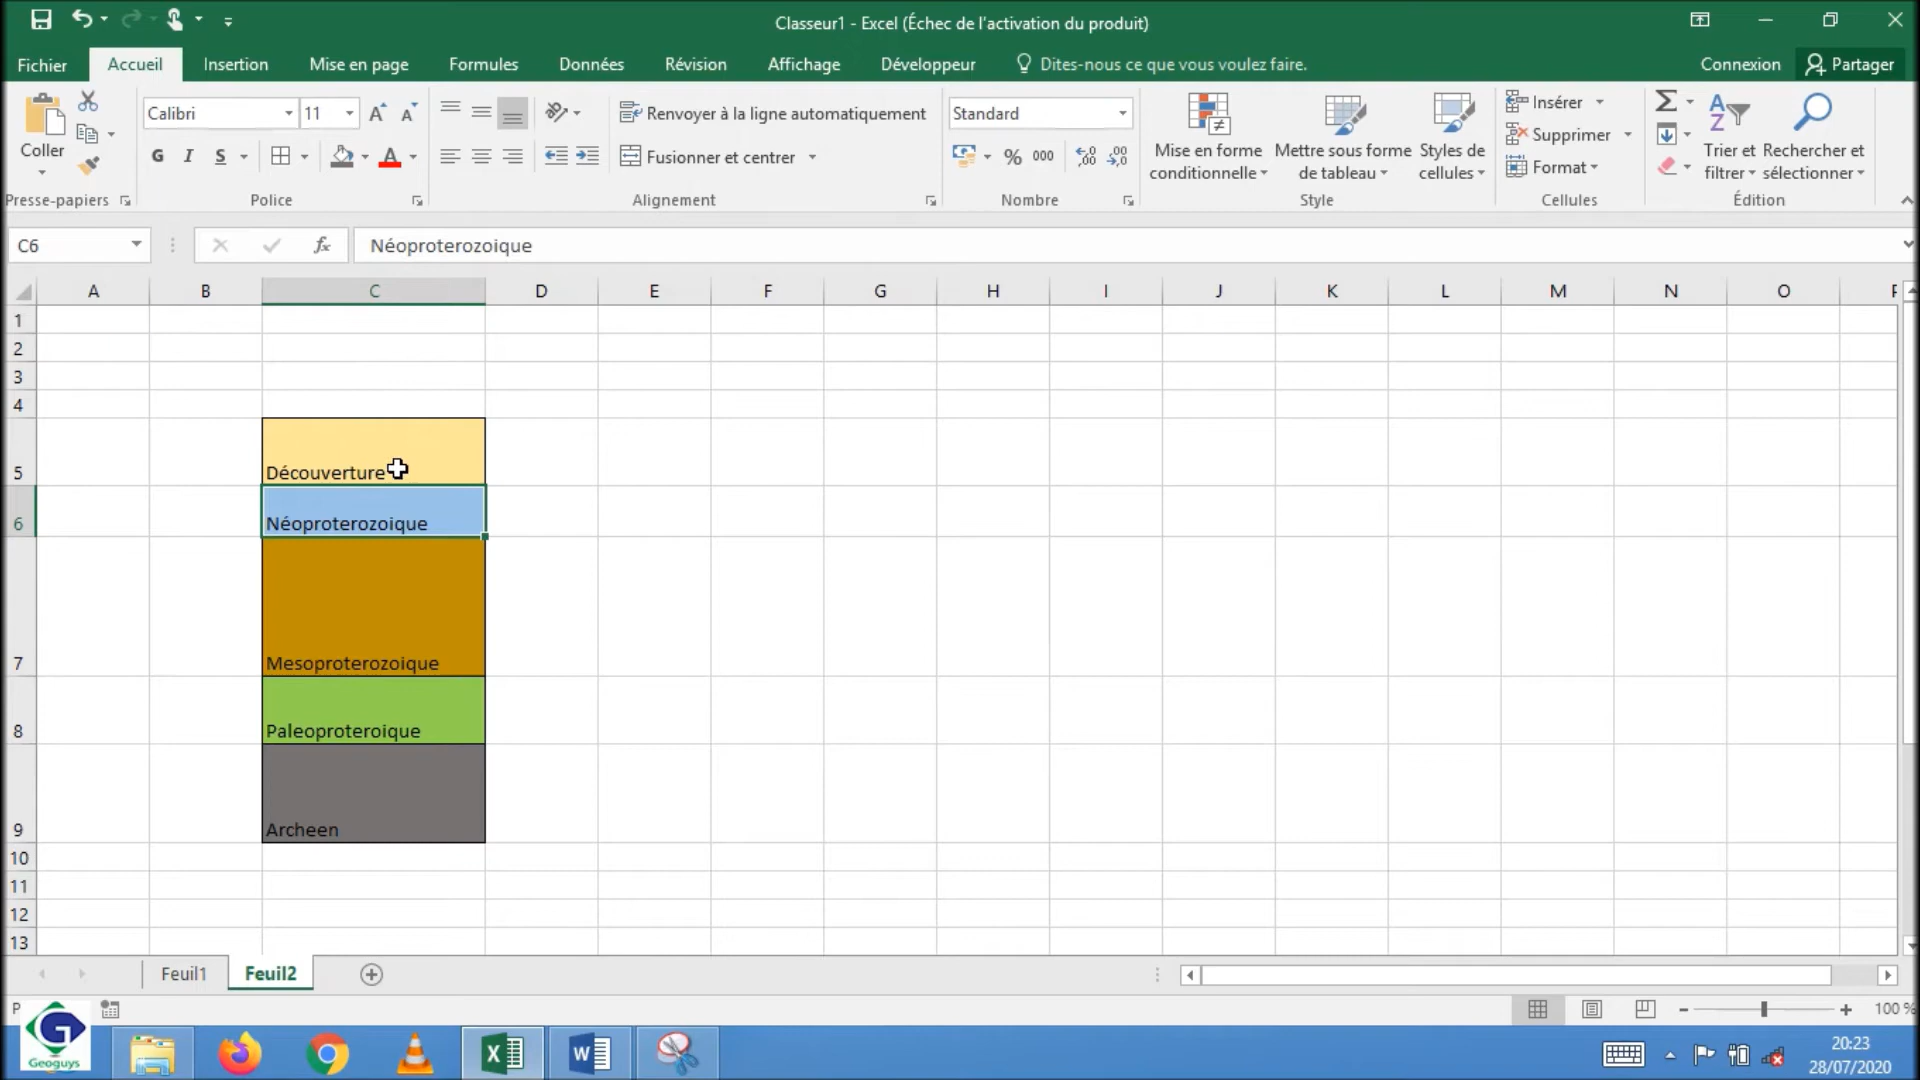 Classeur1 - Excel (Échec de l'activation du produit)
Fichier Accueil Insertion Mise en page Formules Données Révision Affichage Développeur Dites-nous ce que vous voulez faire. Connexion Partager
Coller
Presse-papiers
Calibri 11
G I S
Police
Renvoyer à la ligne automatiquement
Fusionner et centrer
Alignement
Standard
% 000
Nombre
Mise en forme conditionnelle
Mettre sous forme de tableau
Styles de cellules
Style
Insérer
Supprimer
Format
Cellules
Trier et filtrer
Rechercher et sélectionner
Édition
C6 fx Néoproterozoique
A B C D E F G H I J K L M N O
1
2
3
4
5 Découverture
6 Néoproterozoique
7 Mesoproterozoique
8 Paleoproteroique
9 Archeen
10
11
12
13
Feuil1 Feuil2
100 %
Geoguys
20:23
28/07/2020